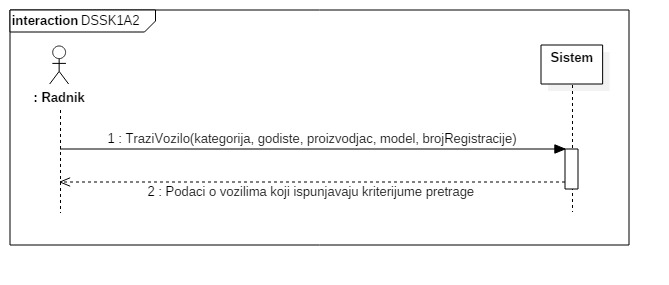 interaction DSSK1A2
: Radnik
Sistem
1 : TraziVozilo(kategorija, godiste, proizvodjac, model, brojRegistracije)
2 : Podaci o vozilima koji ispunjavaju kriterijume pretrage